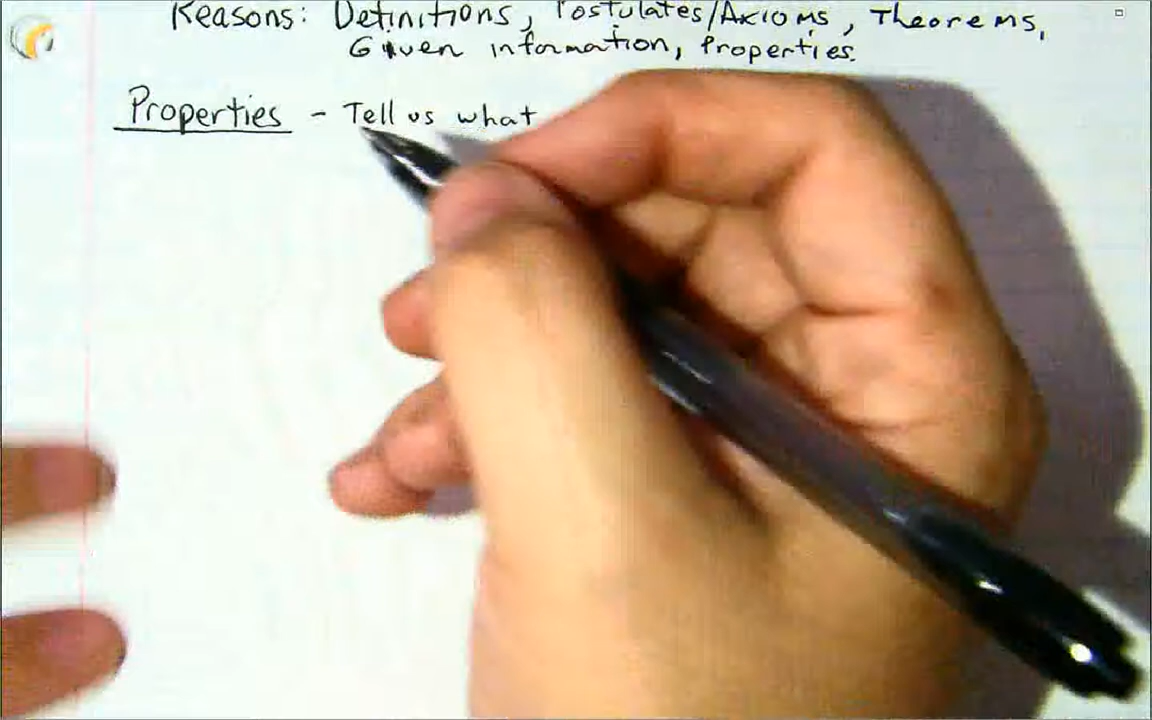 Reasons: Definitions, Postulates/Axioms, Theorems,
Given information, Properties.
Properties - Tell us what